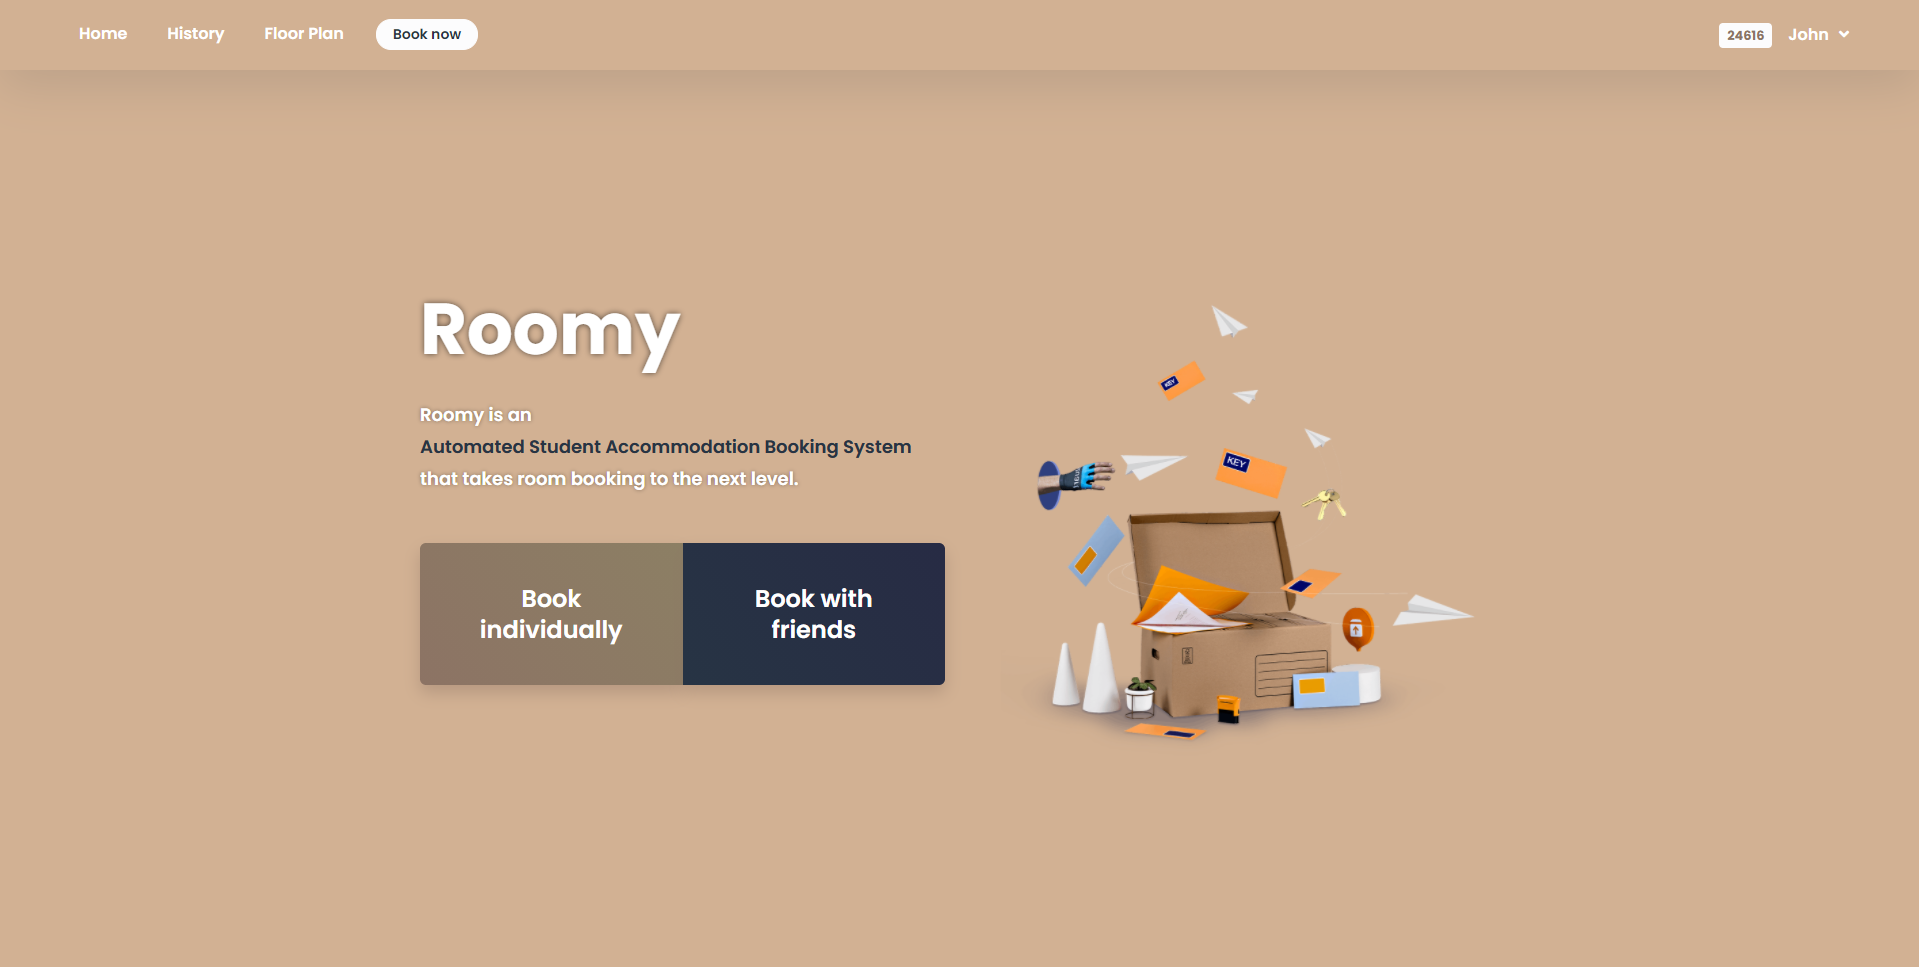 Home History Floor Plan Book now 24616 John
Roomy
Roomy is an
Automated Student Accommodation Booking System
that takes room booking to the next level.
Book
individually
Book with
friends
KEY
KEY